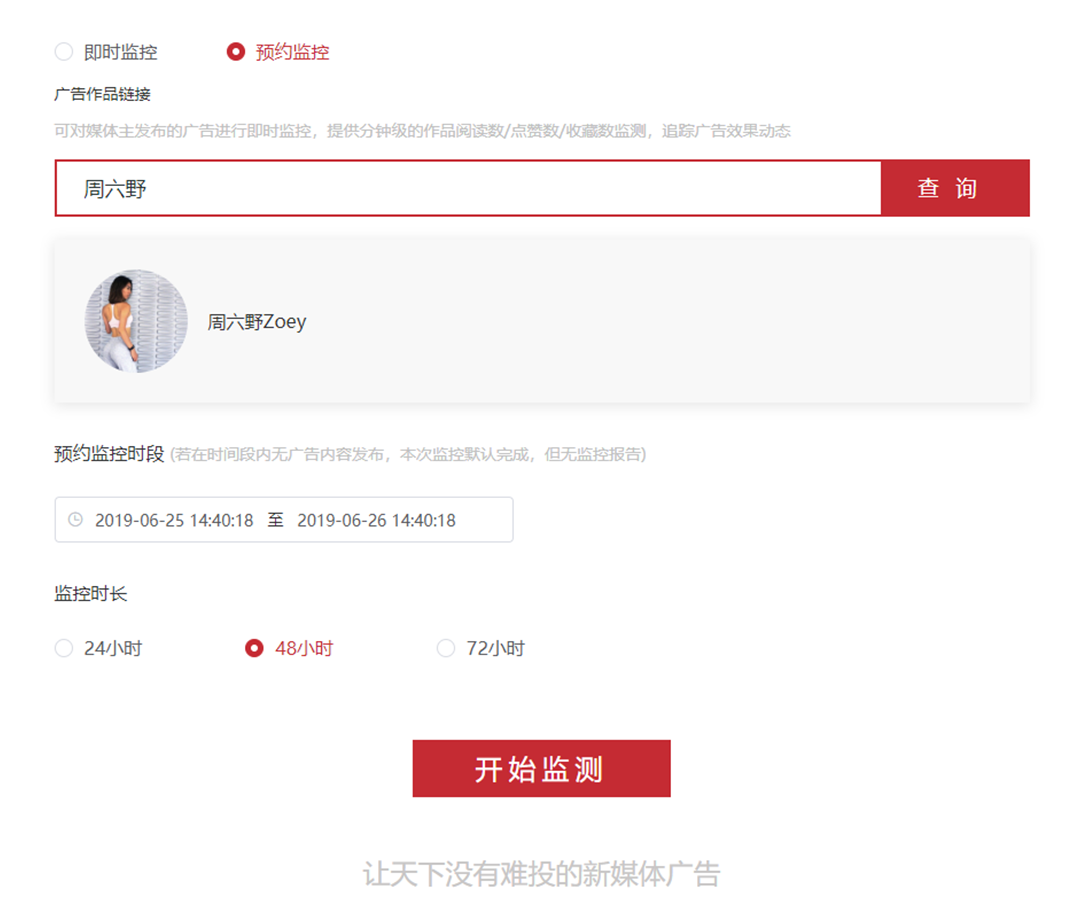 即时监控 预约监控
广告作品链接
可对媒体主发布的广告进行即时监控，提供分钟级的作品阅读数/点赞数/收藏数监测，追踪广告效果动态
周六野 查 询
周六野Zoey
预约监控时段 (若在时间段内无广告内容发布，本次监控默认完成，但无监控报告)
2019-06-25 14:40:18 至 2019-06-26 14:40:18
监控时长
24小时 48小时 72小时
开始监测
让天下没有难投的新媒体广告